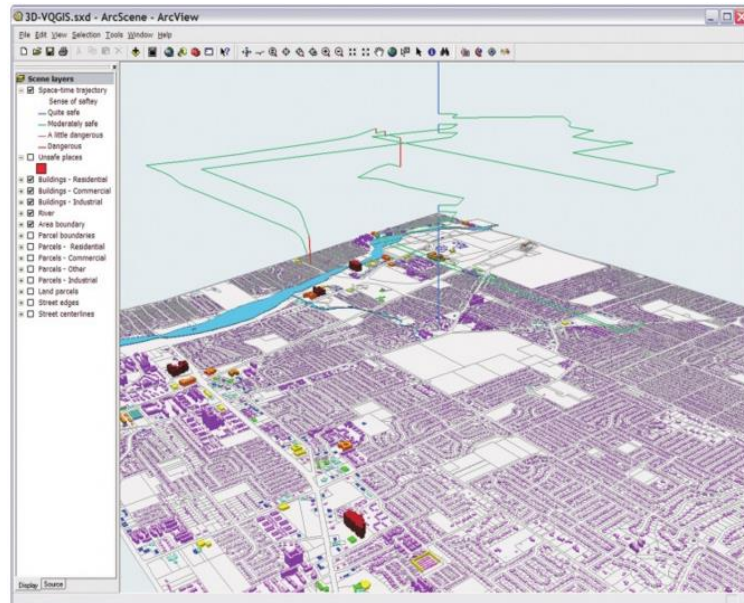 3D-VQGIS.sxd - ArcScene - ArcView
File Edit View Selection Tools Window Help
Scene layers
Space-time trajectory
Sense of saftey
Quite safe
Moderately safe
A little dangerous
Dangerous
Unsafe places
Buildings - Residential
Buildings - Commercial
Buildings - Industrial
River
Area boundary
Parcel boundaries
Parcels - Residential
Parcels - Commercial
Parcels - Other
Parcels - Industrial
Land parcels
Street edges
Street centerlines
Display Source